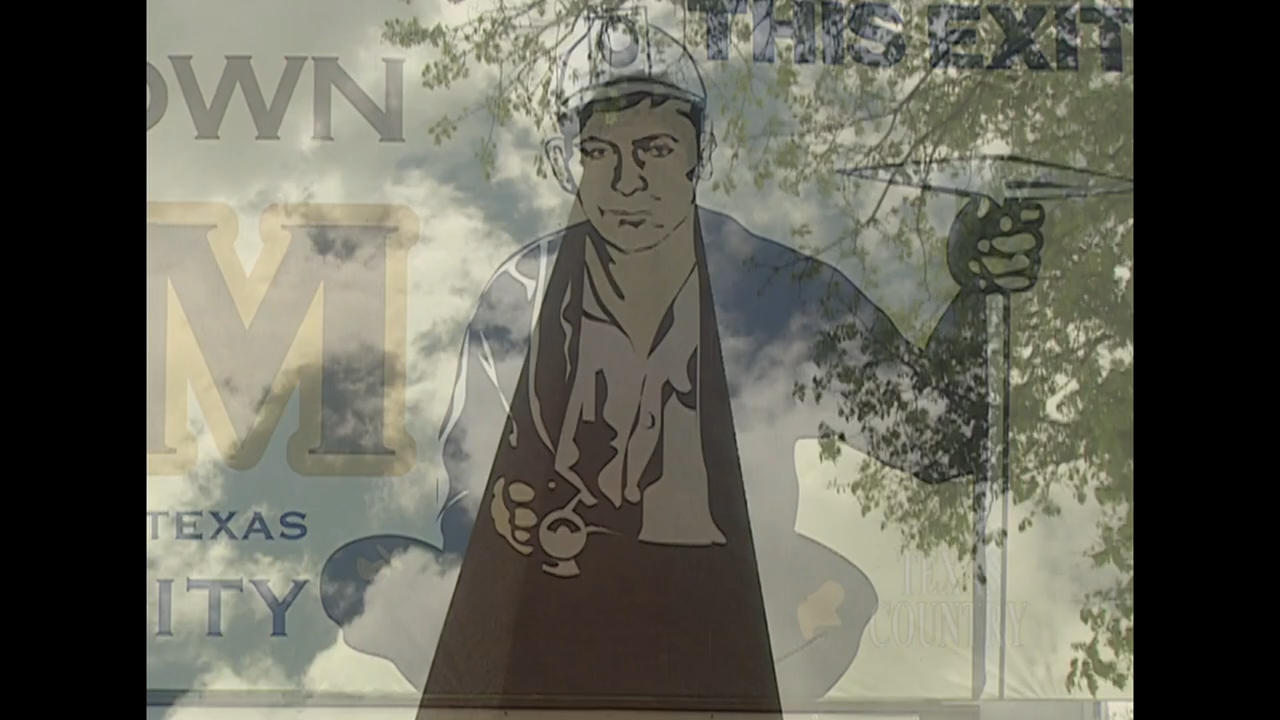 THIS EXIT
OWN
M
TEXAS
ITY
TEXAS
COUNTRY